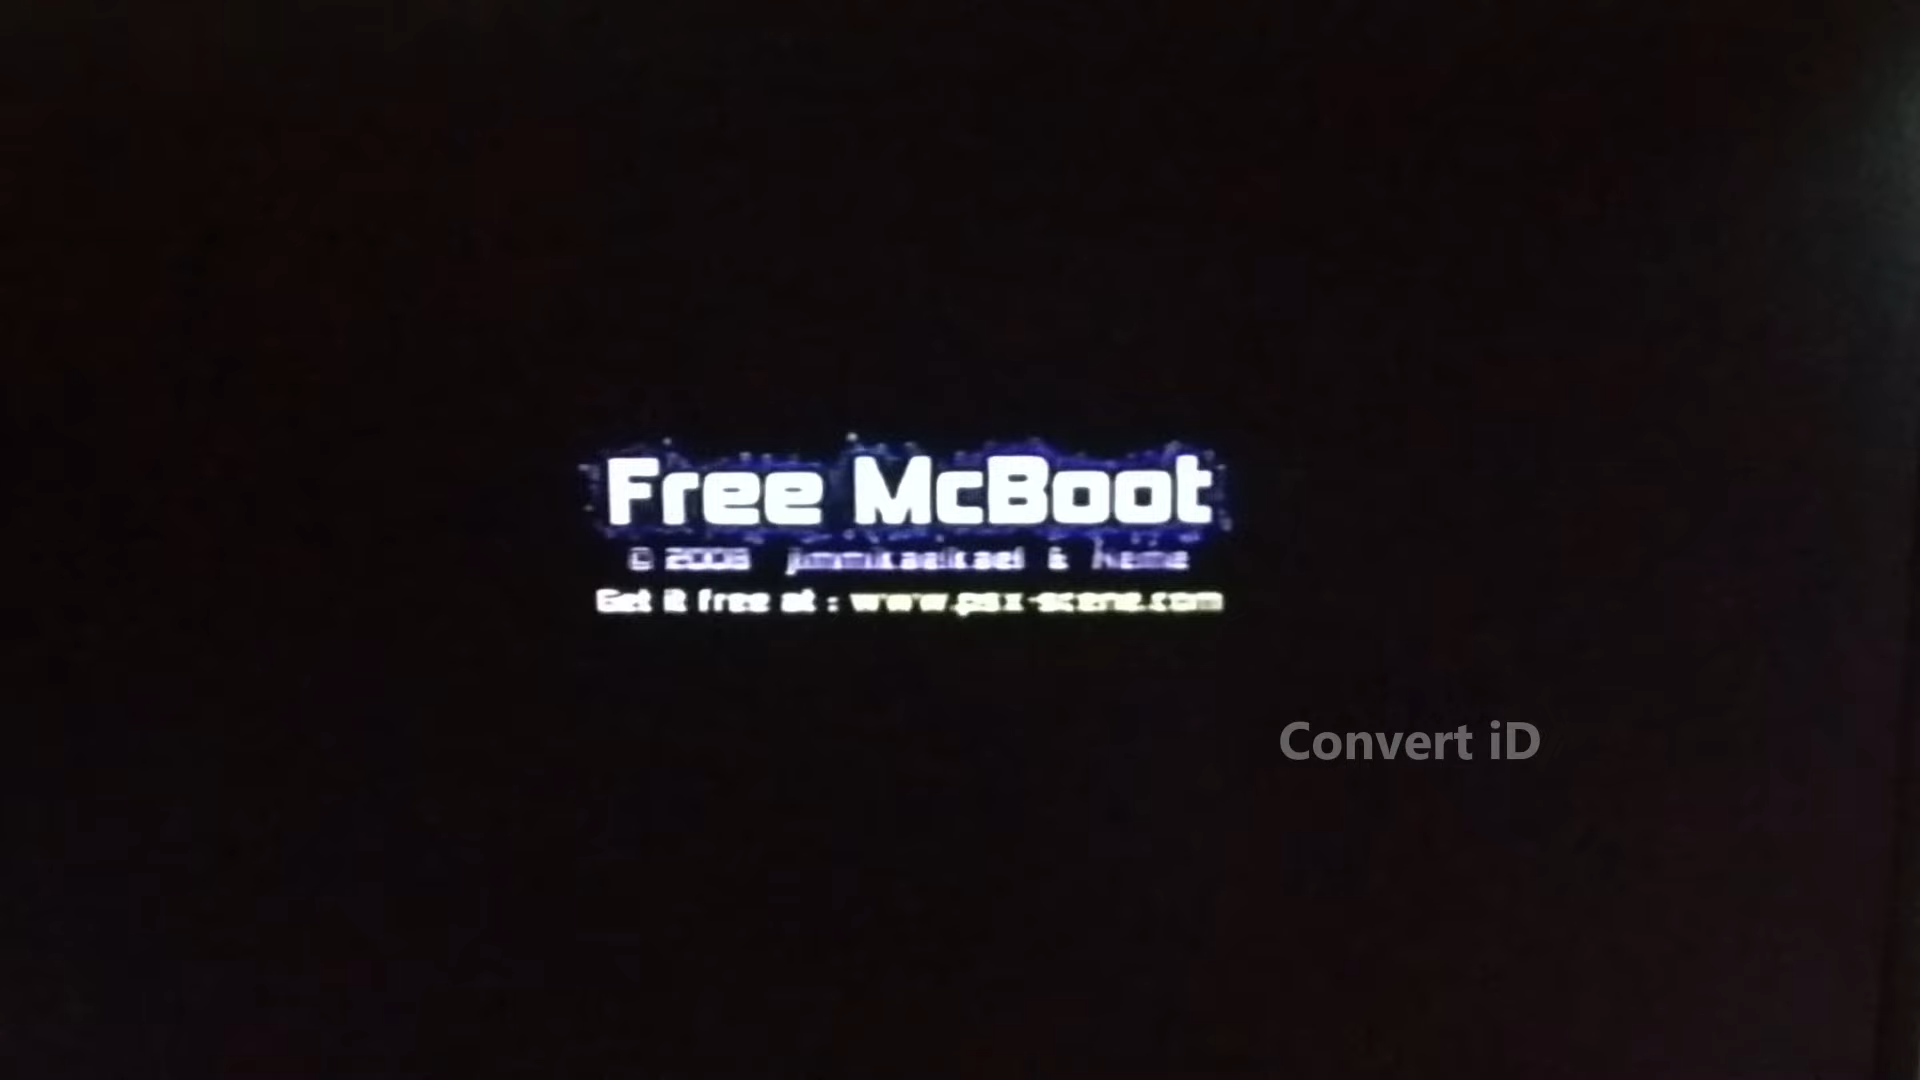 Free McBoot
© 2008 jimmikaelkael & Neme
Get it free at : www.psx-scene.com
Convert iD